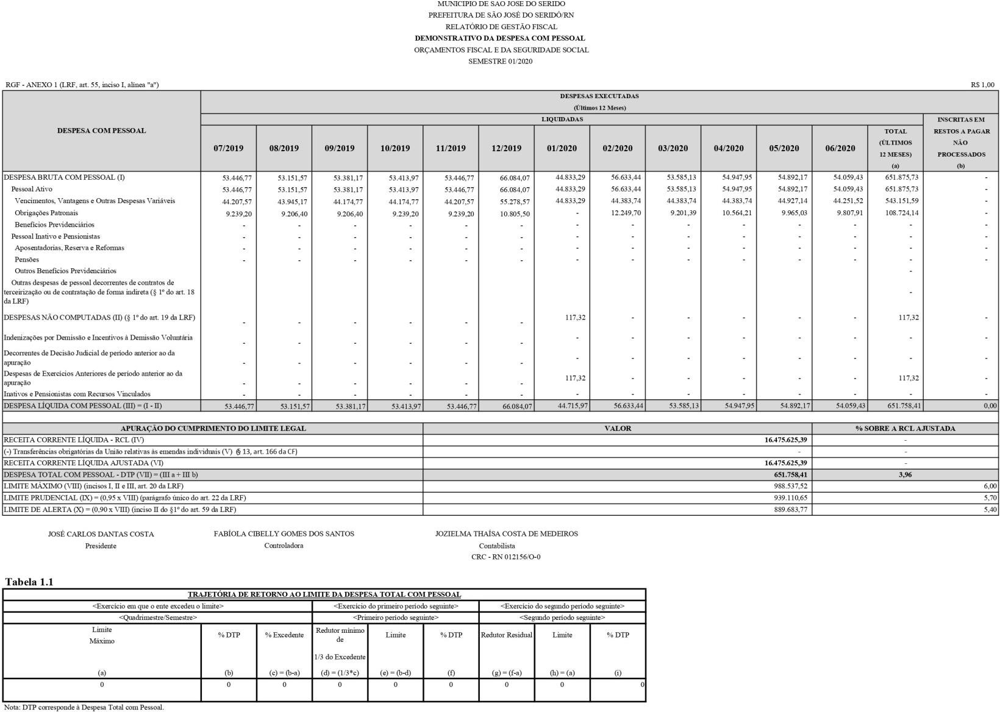 MUNICIPIO DE SAO JOSE DO SERIDO
PREFEITURA DE SÃO JOSÉ DO SERIDÓ/RN
RELATÓRIO DE GESTÃO FISCAL
DEMONSTRATIVO DA DESPESA COM PESSOAL
ORÇAMENTOS FISCAL E DA SEGURIDADE SOCIAL
SEMESTRE 01/2020
RGF - ANEXO 1 (LRF, art. 55, inciso I, alínea "a") R$ 1,00
DESPESA COM PESSOAL
DESPESAS EXECUTADAS
(Últimos 12 Meses)
LIQUIDADAS
INSCRITAS EM
RESTOS A PAGAR
NÃO
PROCESSADOS
(b)
07/2019 08/2019 09/2019 10/2019 11/2019 12/2019 01/2020 02/2020 03/2020 04/2020 05/2020 06/2020
TOTAL
(ÚLTIMOS
12 MESES)
(a)
DESPESA BRUTA COM PESSOAL (I) 53.446,77 53.151,57 53.381,17 53.413,97 53.446,77 66.084,07 44.833,29 56.633,44 53.585,13 54.947,95 54.892,17 54.059,43 651.875,73 -
Pessoal Ativo 53.446,77 53.151,57 53.381,17 53.413,97 53.446,77 66.084,07 44.833,29 56.633,44 53.585,13 54.947,95 54.892,17 54.059,43 651.875,73 -
Vencimentos, Vantagens e Outras Despesas Variáveis 44.207,57 43.945,17 44.174,77 44.174,77 44.207,57 55.278,57 44.833,29 44.383,74 44.383,74 44.383,74 44.927,14 44.251,52 543.151,59 -
Obrigações Patronais 9.239,20 9.206,40 9.206,40 9.239,20 9.239,20 10.805,50 - 12.249,70 9.201,39 10.564,21 9.965,03 9.807,91 108.724,14 -
Benefícios Previdenciários - - - - - - - - - - - - - -
Pessoal Inativo e Pensionistas - - - - - - - - - - - - - -
Aposentadorias, Reserva e Reformas - - - - - - - - - - - - - -
Pensões - - - - - - - - - - - - - -
Outros Benefícios Previdenciários -
Outras despesas de pessoal decorrentes de contratos de
terceirização ou de contratação de forma indireta (§ 1º do art. 18 -
da LRF)
DESPESAS NÃO COMPUTADAS (II) (§ 1º do art. 19 da LRF) - - - - - - 117,32 - - - - - 117,32 -
Indenizações por Demissão e Incentivos à Demissão Voluntária - - - - - - - - - - - - - -
Decorrentes de Decisão Judicial de período anterior ao da
apuração - - - - - - - - - - - - - -
Despesas de Exercícios Anteriores de período anterior ao da
apuração - - - - - - 117,32 - - - - - 117,32 -
Inativos e Pensionistas com Recursos Vinculados - - - - - - - - - - - - - -
DESPESA LÍQUIDA COM PESSOAL (III) = (I - II) 53.446,77 53.151,57 53.381,17 53.413,97 53.446,77 66.084,07 44.715,97 56.633,44 53.585,13 54.947,95 54.892,17 54.059,43 651.758,41 0,00
APURAÇÃO DO CUMPRIMENTO DO LIMITE LEGAL VALOR % SOBRE A RCL AJUSTADA
RECEITA CORRENTE LÍQUIDA - RCL (IV) 16.475.625,39 -
(-) Transferências obrigatórias da União relativas às emendas individuais (V) (§ 13, art. 166 da CF) - -
RECEITA CORRENTE LÍQUIDA AJUSTADA (VI) 16.475.625,39 -
DESPESA TOTAL COM PESSOAL - DTP (VII) = (III a + III b) 651.758,41 3,96
LIMITE MÁXIMO (VIII) (incisos I, II e III, art. 20 da LRF) 988.537,52 6,00
LIMITE PRUDENCIAL (IX) = (0,95 x VIII) (parágrafo único do art. 22 da LRF) 939.110,65 5,70
LIMITE DE ALERTA (X) = (0,90 x VIII) (inciso II do §1º do art. 59 da LRF) 889.683,77 5,40
JOSÉ CARLOS DANTAS COSTA FABÍOLA CIBELLY GOMES DOS SANTOS JOZIELMA THAÍSA COSTA DE MEDEIROS
Presidente Controladora Contabilista
CRC - RN 012156/O-0
Tabela 1.1
TRAJETÓRIA DE RETORNO AO LIMITE DA DESPESA TOTAL COM PESSOAL
<Exercício em que o ente excedeu o limite> <Exercício do primeiro período seguinte> <Exercício do segundo período seguinte>
<Quadrimestre/Semestre> <Primeiro período seguinte> <Segundo período seguinte>
Limite
Máximo
% DTP % Excedente
Redutor mínimo
de
1/3 do Excedente
Limite % DTP Redutor Residual Limite % DTP
(a) (b) (c) = (b-a) (d) = (1/3*c) (e) = (b-d) (f) (g) = (f-a) (h) = (a) (i)
0 0 0 0 0 0 0 0 0
Nota: DTP corresponde à Despesa Total com Pessoal.